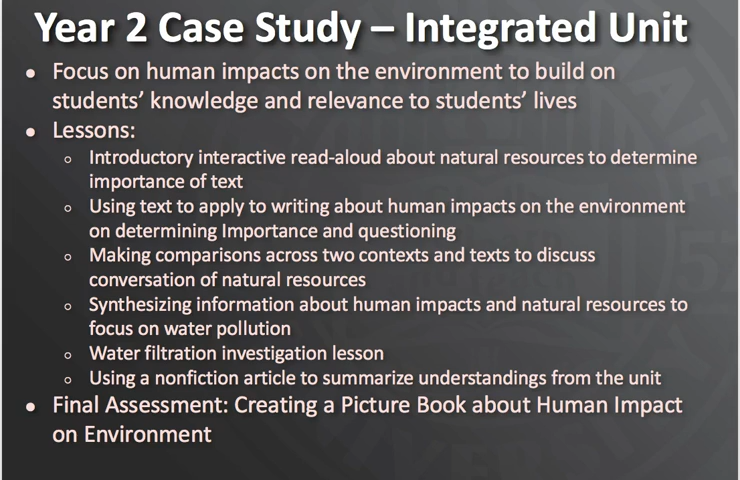 Year 2 Case Study – Integrated Unit
• Focus on human impacts on the environment to build on
students’ knowledge and relevance to students’ lives
• Lessons:
◦ Introductory interactive read-aloud about natural resources to determine
importance of text
◦ Using text to apply to writing about human impacts on the environment
on determining Importance and questioning
◦ Making comparisons across two contexts and texts to discuss
conversation of natural resources
◦ Synthesizing information about human impacts and natural resources to
focus on water pollution
◦ Water filtration investigation lesson
◦ Using a nonfiction article to summarize understandings from the unit
• Final Assessment: Creating a Picture Book about Human Impact
on Environment